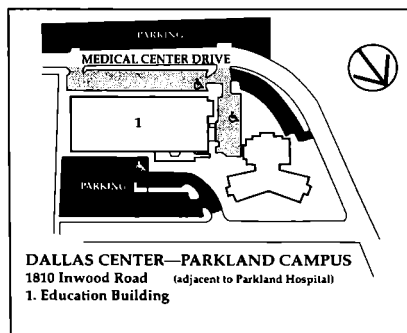 PARKING
MEDICAL CENTER DRIVE
1
PARKING
DALLAS CENTER—PARKLAND CAMPUS
1810 Inwood Road (adjacent to Parkland Hospital)
1. Education Building